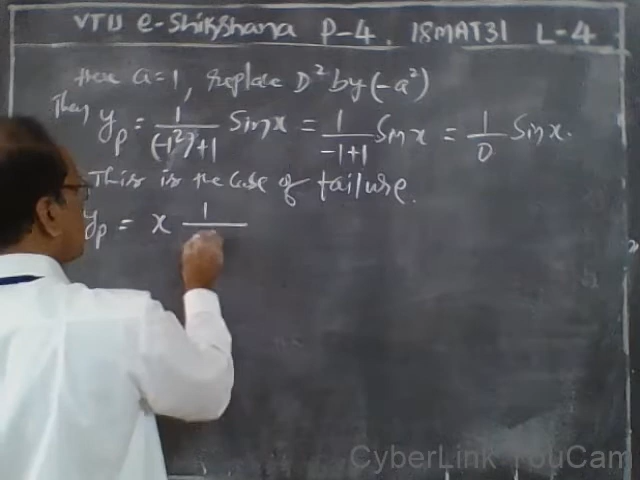 VTU e-Shikshana P-4. 18MAT31 L-4
Here a=1, replace D² by (-a²)
Then y_p = 1/((-1²)+1) Sinx = 1/(-1+1) Sinx = 1/0 Sinx.
This is the case of failure.
y_p = x 1/
CyberLink YouCam